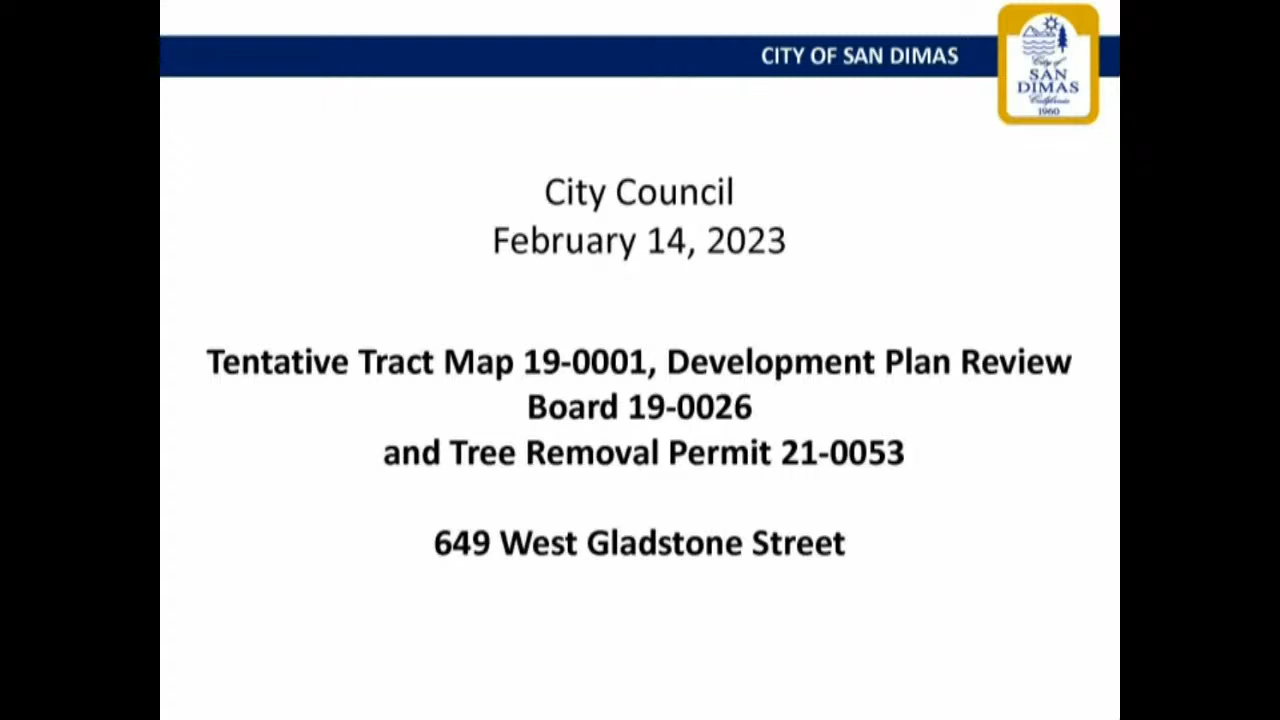 CITY OF SAN DIMAS
City of
SAN
DIMAS
California
1960
City Council
February 14, 2023
Tentative Tract Map 19-0001, Development Plan Review
Board 19-0026
and Tree Removal Permit 21-0053
649 West Gladstone Street